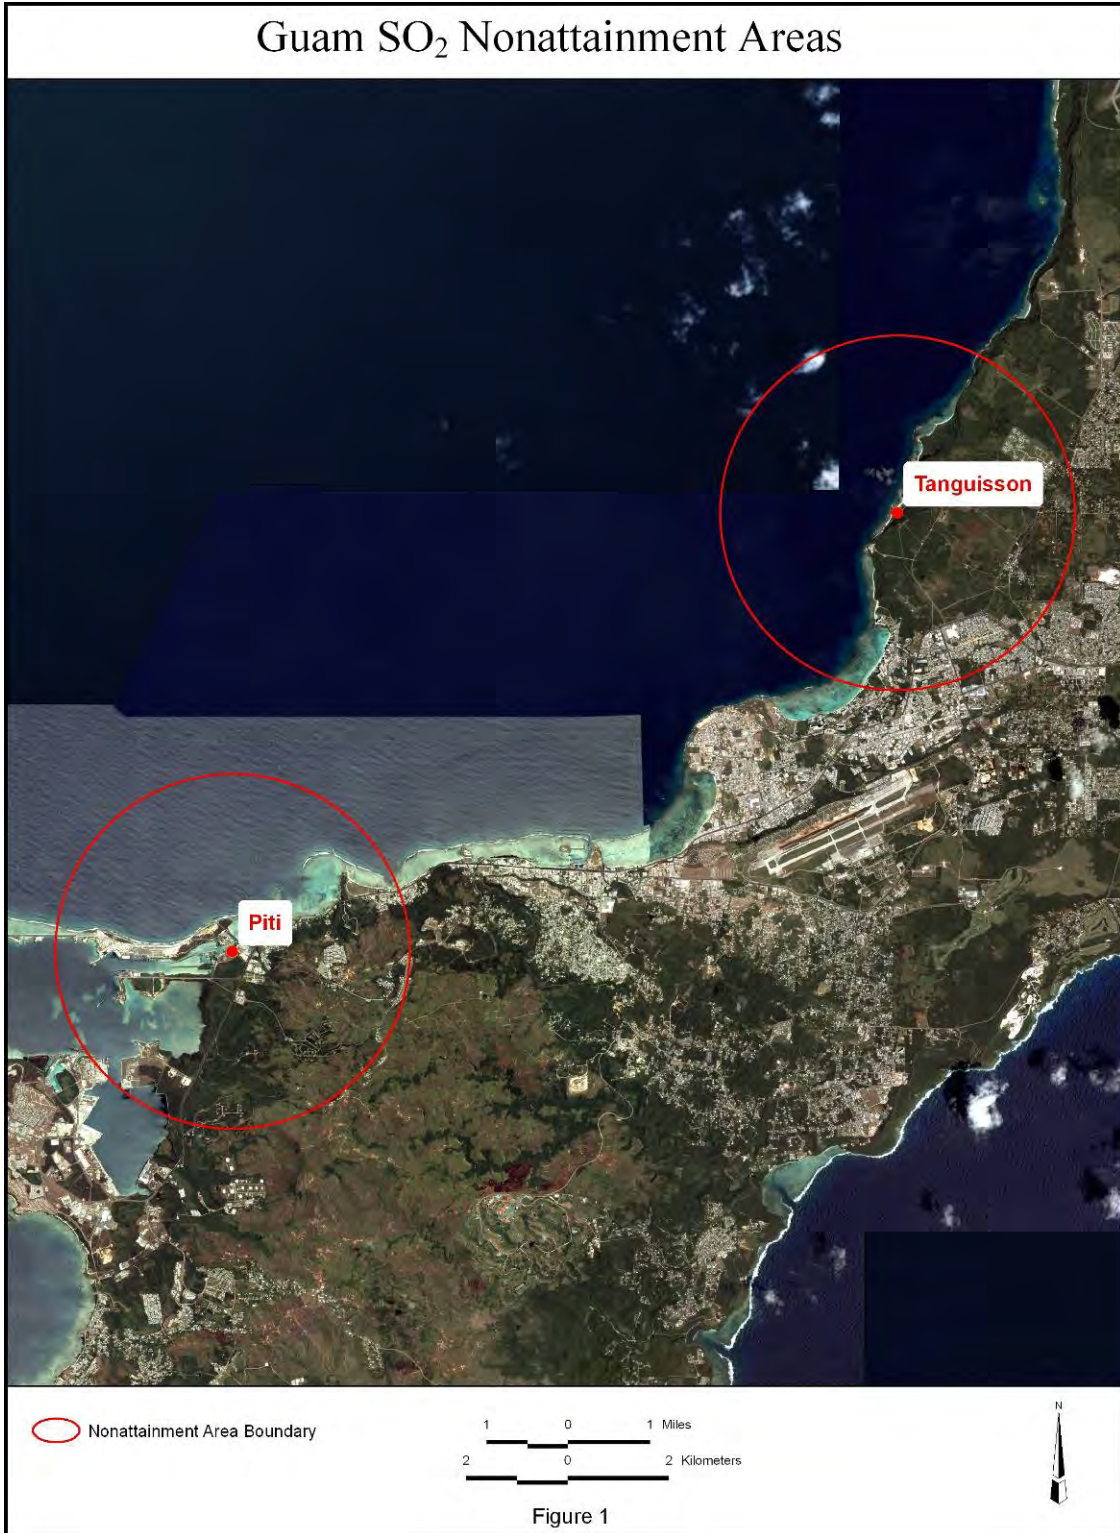 Guam SO₂ Nonattainment Areas
Tanguisson
Piti
Nonattainment Area Boundary
1 0 1 Miles
2 0 2 Kilometers
N
Figure 1